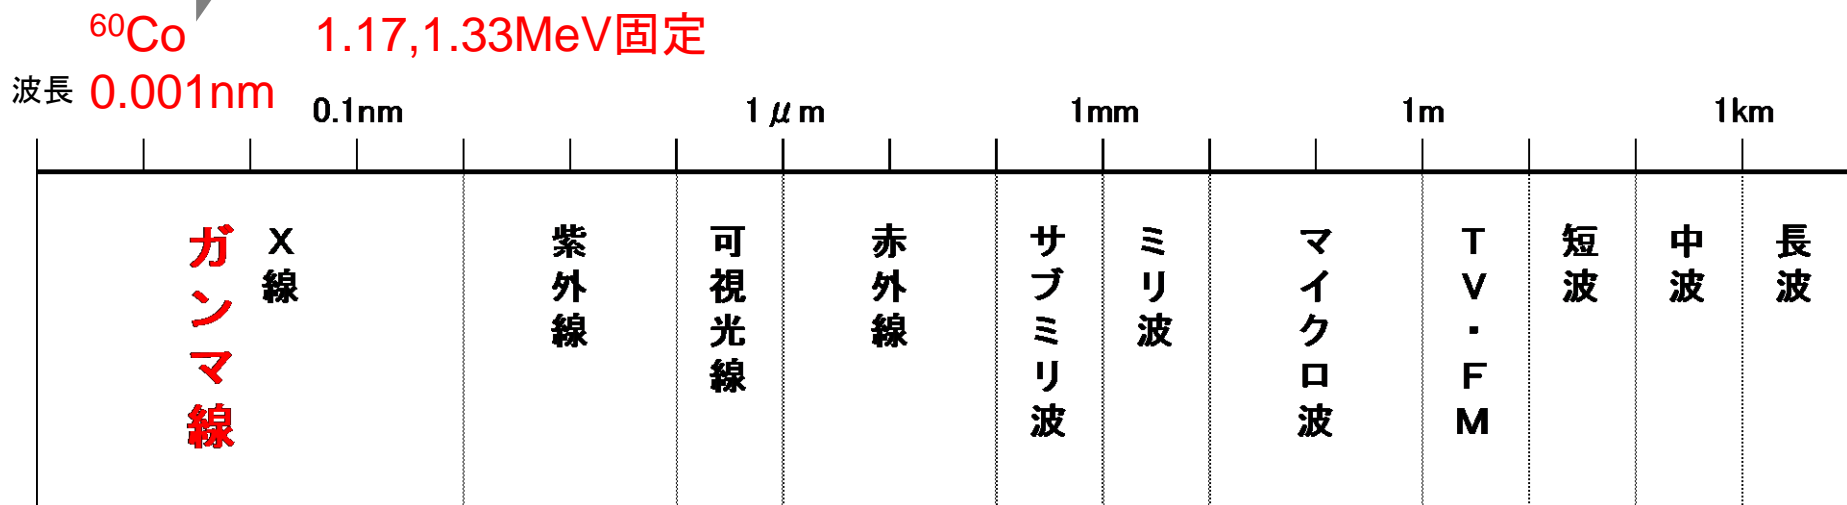 ⁶⁰Co 1.17,1.33MeV固定
波長 0.001nm 0.1nm 1μm 1mm 1m 1km
ガンマ線
X線
紫外線
可視光線
赤外線
サブミリ波
ミリ波
マイクロ波
TV・FM
短波
中波
長波